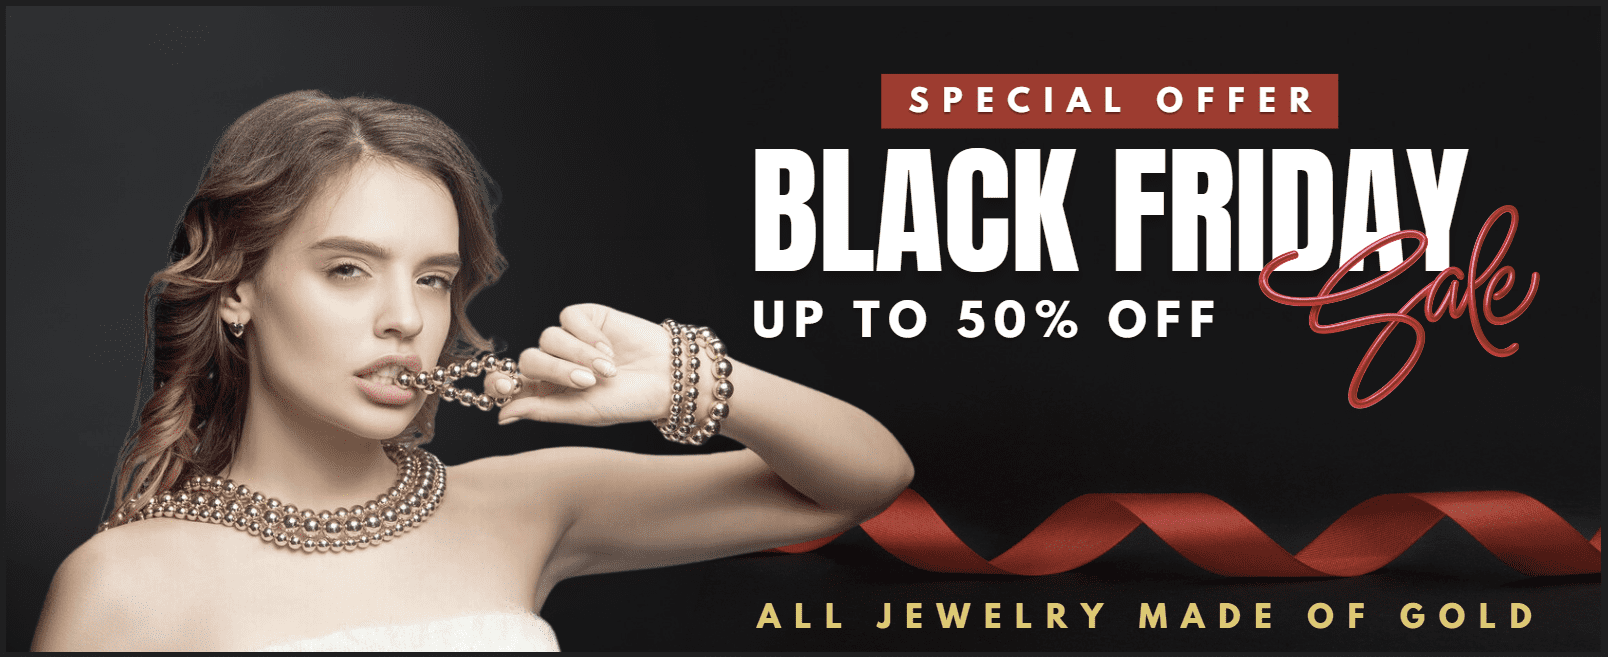 SPECIAL OFFER
BLACK FRIDAY
Sale
UP TO 50% OFF
ALL JEWELRY MADE OF GOLD